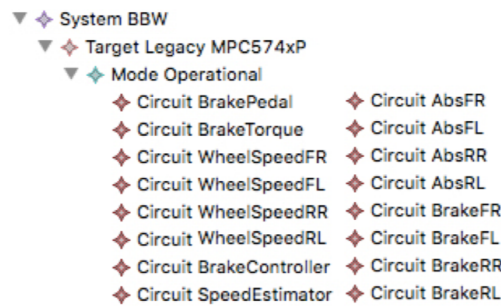 System BBW
Target Legacy MPC574xP
Mode Operational
Circuit BrakePedal
Circuit BrakeTorque
Circuit WheelSpeedFR
Circuit WheelSpeedFL
Circuit WheelSpeedRR
Circuit WheelSpeedRL
Circuit BrakeController
Circuit SpeedEstimator
Circuit AbsFR
Circuit AbsFL
Circuit AbsRR
Circuit AbsRL
Circuit BrakeFR
Circuit BrakeFL
Circuit BrakeRR
Circuit BrakeRL